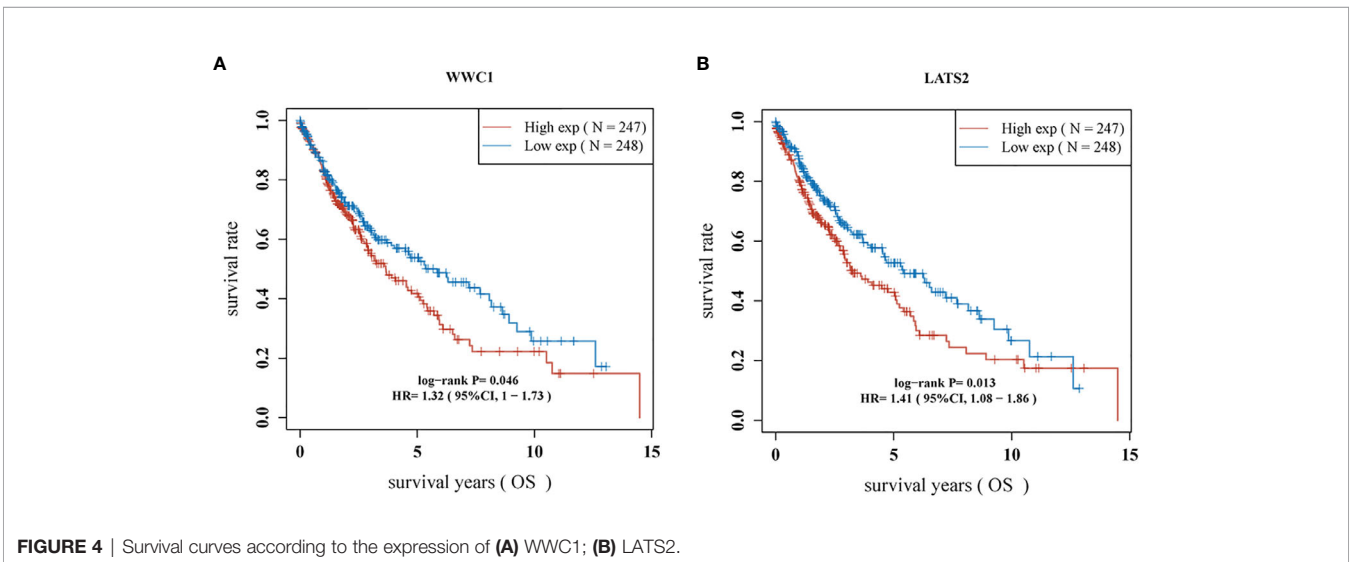 A
WWC1
High exp ( N = 247)
Low exp ( N = 248)
survival rate
1.0
0.8
0.6
0.4
0.2
0.0
log−rank P= 0.046
HR= 1.32 ( 95%CI, 1 − 1.73 )
0 5 10 15
survival years ( OS )
B
LATS2
High exp ( N = 247)
Low exp ( N = 248)
survival rate
1.0
0.8
0.6
0.4
0.2
0.0
log−rank P= 0.013
HR= 1.41 ( 95%CI, 1.08 − 1.86 )
0 5 10 15
survival years ( OS )
FIGURE 4 | Survival curves according to the expression of (A) WWC1; (B) LATS2.